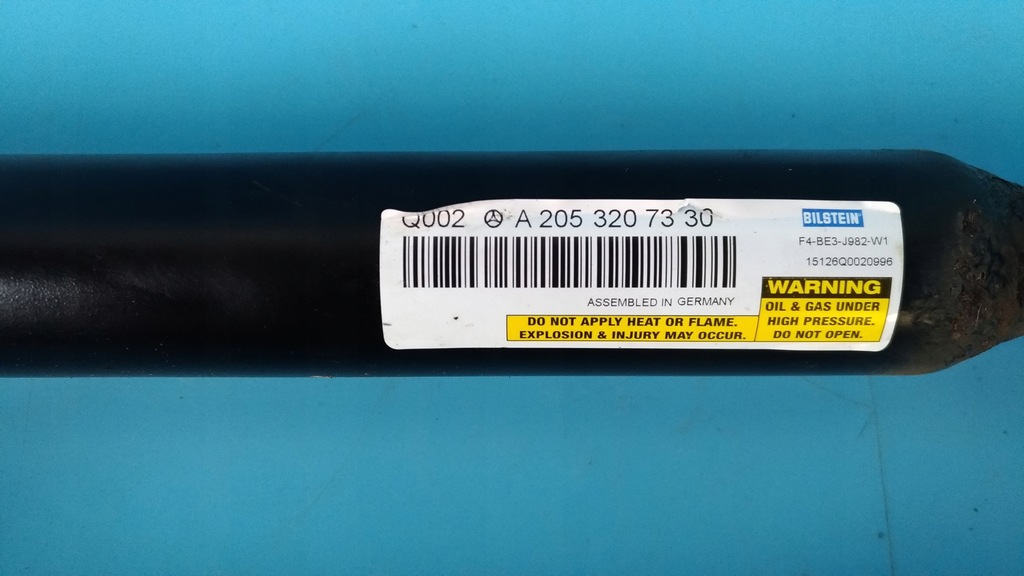 Q002 A 205 320 73 30
BILSTEIN
F4-BE3-J982-W1
15126Q0020996
ASSEMBLED IN GERMANY
WARNING
OIL & GAS UNDER
HIGH PRESSURE.
DO NOT OPEN.
DO NOT APPLY HEAT OR FLAME.
EXPLOSION & INJURY MAY OCCUR.